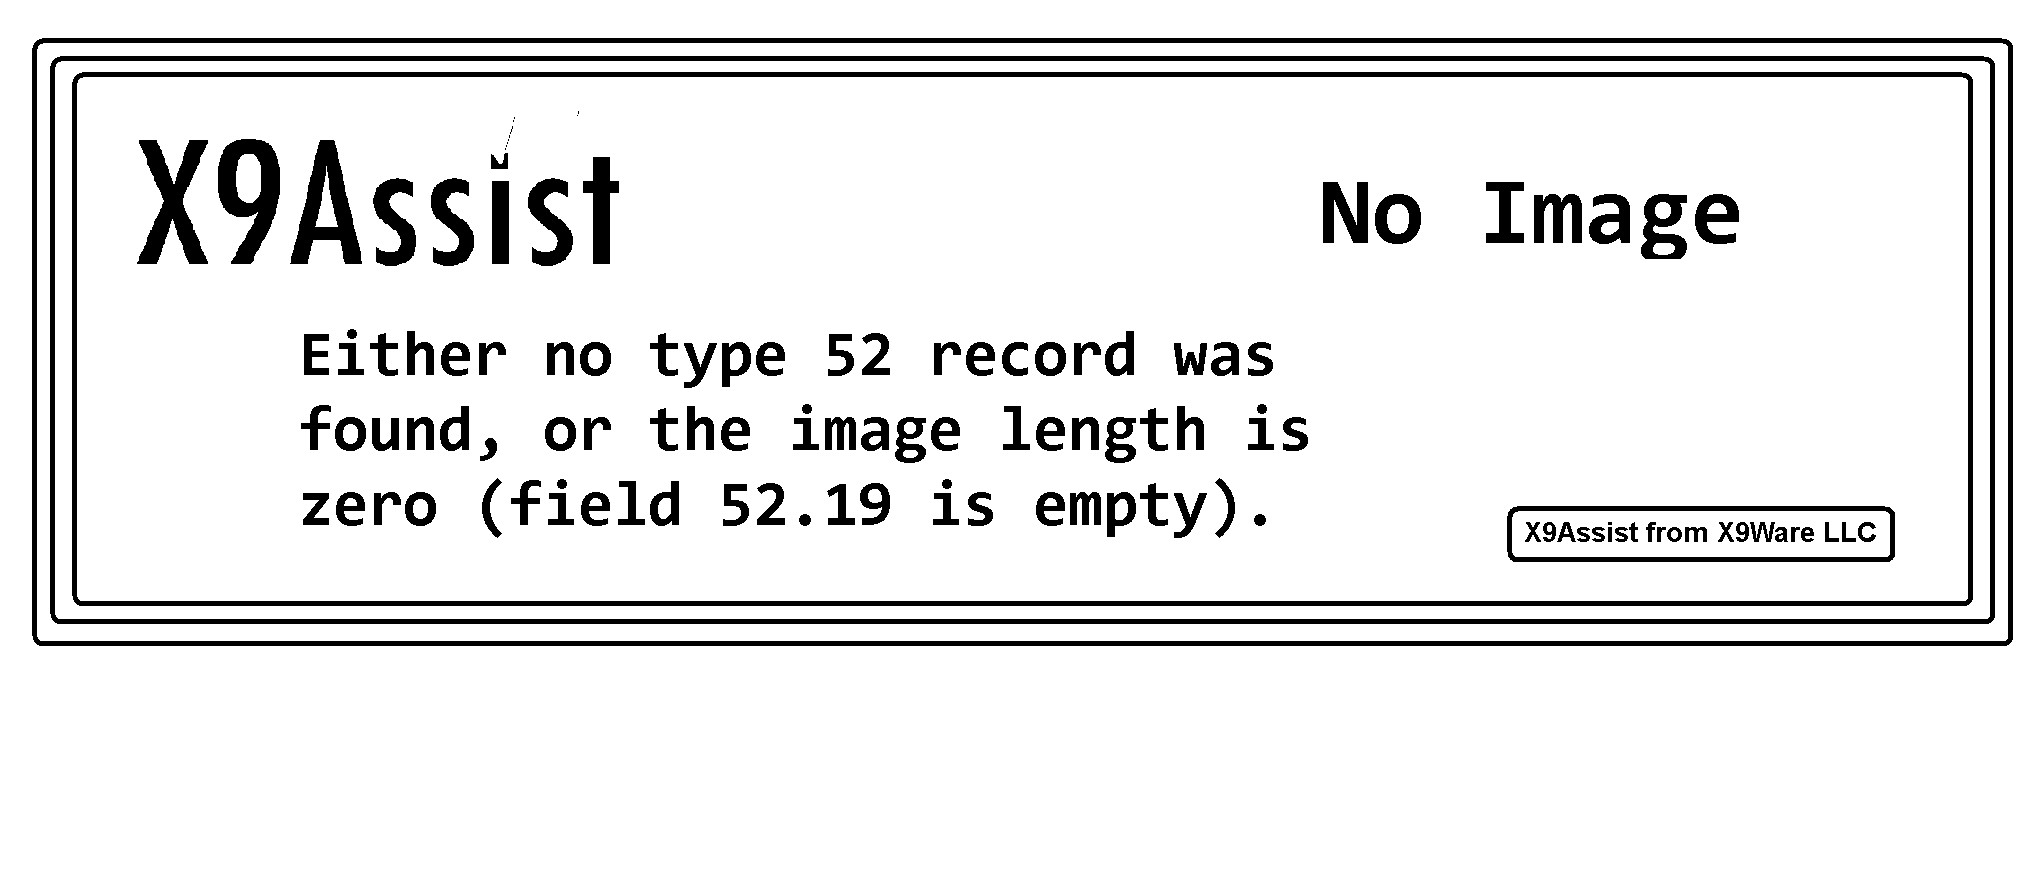 X9Assist
No Image
Either no type 52 record was
found, or the image length is
zero (field 52.19 is empty).
X9Assist from X9Ware LLC